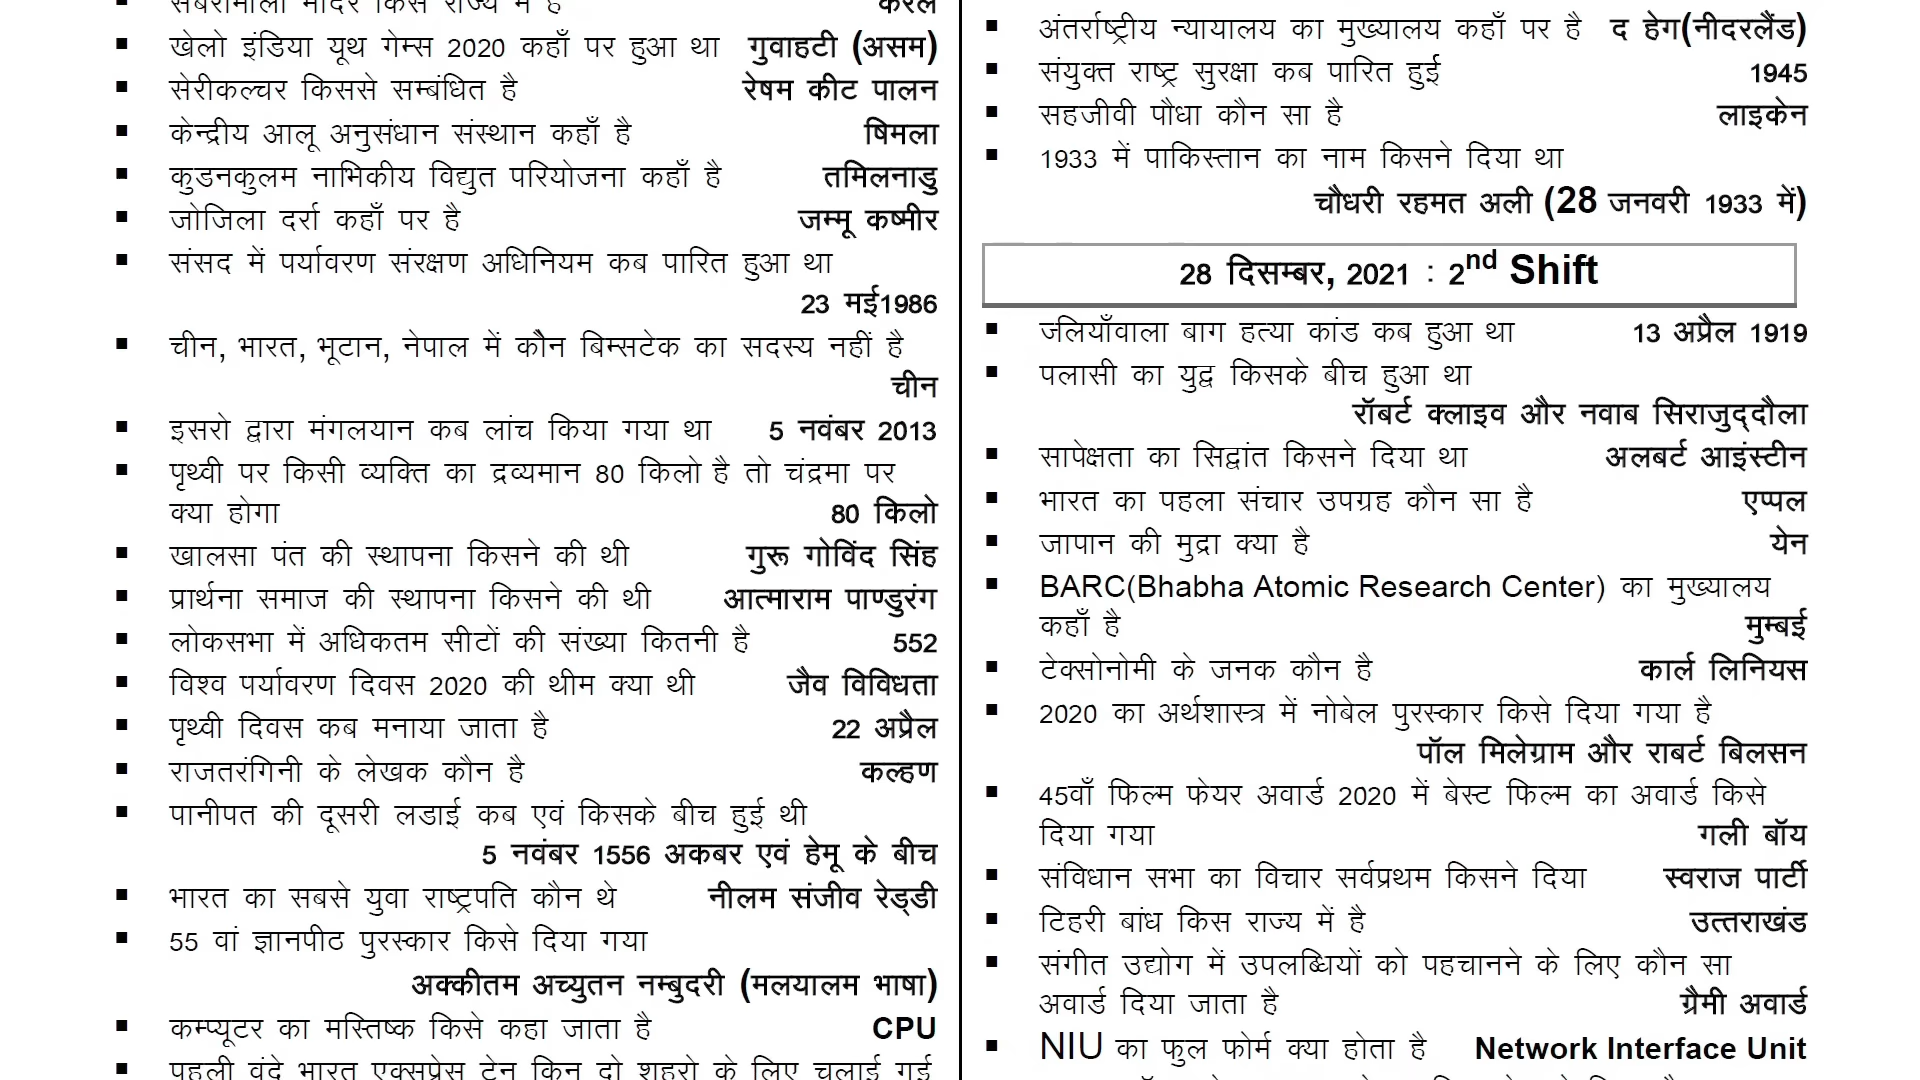 सबरीमाला मंदिर किस राज्य में है केरल
खेलो इंडिया यूथ गेम्स 2020 कहाँ पर हुआ था गुवाहटी (असम)
सेरीकल्चर किससे सम्बंधित है रेषम कीट पालन
केन्द्रीय आलू अनुसंधान संस्थान कहाँ है षिमला
कुडनकुलम नाभिकीय विद्युत परियोजना कहाँ है तमिलनाडु
जोजिला दर्रा कहाँ पर है जम्मू कष्मीर
संसद में पर्यावरण संरक्षण अधिनियम कब पारित हुआ था
23 मई1986
चीन, भारत, भूटान, नेपाल में कौन बिम्सटेक का सदस्य नहीं है
चीन
इसरो द्वारा मंगलयान कब लांच किया गया था 5 नवंबर 2013
पृथ्वी पर किसी व्यक्ति का द्रव्यमान 80 किलो है तो चंद्रमा पर
क्या होगा 80 किलो
खालसा पंत की स्थापना किसने की थी गुरू गोविंद सिंह
प्रार्थना समाज की स्थापना किसने की थी आत्माराम पाण्डुरंग
लोकसभा में अधिकतम सीटों की संख्या कितनी है 552
विश्व पर्यावरण दिवस 2020 की थीम क्या थी जैव विविधता
पृथ्वी दिवस कब मनाया जाता है 22 अप्रैल
राजतरंगिनी के लेखक कौन है कल्हण
पानीपत की दूसरी लडाई कब एवं किसके बीच हुई थी
5 नवंबर 1556 अकबर एवं हेमू के बीच
भारत का सबसे युवा राष्ट्रपति कौन थे नीलम संजीव रेड्डी
55 वां ज्ञानपीठ पुरस्कार किसे दिया गया
अक्कीतम अच्युतन नम्बुदरी (मलयालम भाषा)
कम्प्यूटर का मस्तिष्क किसे कहा जाता है CPU
पहली वंदे भारत एक्सप्रेस टेन किन दो शहरो के लिए चलाई गई
अंतर्राष्ट्रीय न्यायालय का मुख्यालय कहाँ पर है द हेग(नीदरलैंड)
संयुक्त राष्ट्र सुरक्षा कब पारित हुई 1945
सहजीवी पौधा कौन सा है लाइकेन
1933 में पाकिस्तान का नाम किसने दिया था
चौधरी रहमत अली (28 जनवरी 1933 में)
28 दिसम्बर, 2021 : 2nd Shift
जलियाँवाला बाग हत्या कांड कब हुआ था 13 अप्रैल 1919
पलासी का युद्व किसके बीच हुआ था
रॉबर्ट क्लाइव और नवाब सिराजुद्दौला
सापेक्षता का सिद्वांत किसने दिया था अलबर्ट आइंस्टीन
भारत का पहला संचार उपग्रह कौन सा है एप्पल
जापान की मुद्रा क्या है येन
BARC(Bhabha Atomic Research Center) का मुख्यालय
कहाँ है मुम्बई
टेक्सोनोमी के जनक कौन है कार्ल लिनियस
2020 का अर्थशास्त्र में नोबेल पुरस्कार किसे दिया गया है
पॉल मिलेग्राम और राबर्ट बिलसन
45वाँ फिल्म फेयर अवार्ड 2020 में बेस्ट फिल्म का अवार्ड किसे
दिया गया गली बॉय
संविधान सभा का विचार सर्वप्रथम किसने दिया स्वराज पार्टी
टिहरी बांध किस राज्य में है उत्तराखंड
संगीत उद्योग में उपलब्धियों को पहचानने के लिए कौन सा
अवार्ड दिया जाता है ग्रैमी अवार्ड
NIU का फुल फोर्म क्या होता है Network Interface Unit